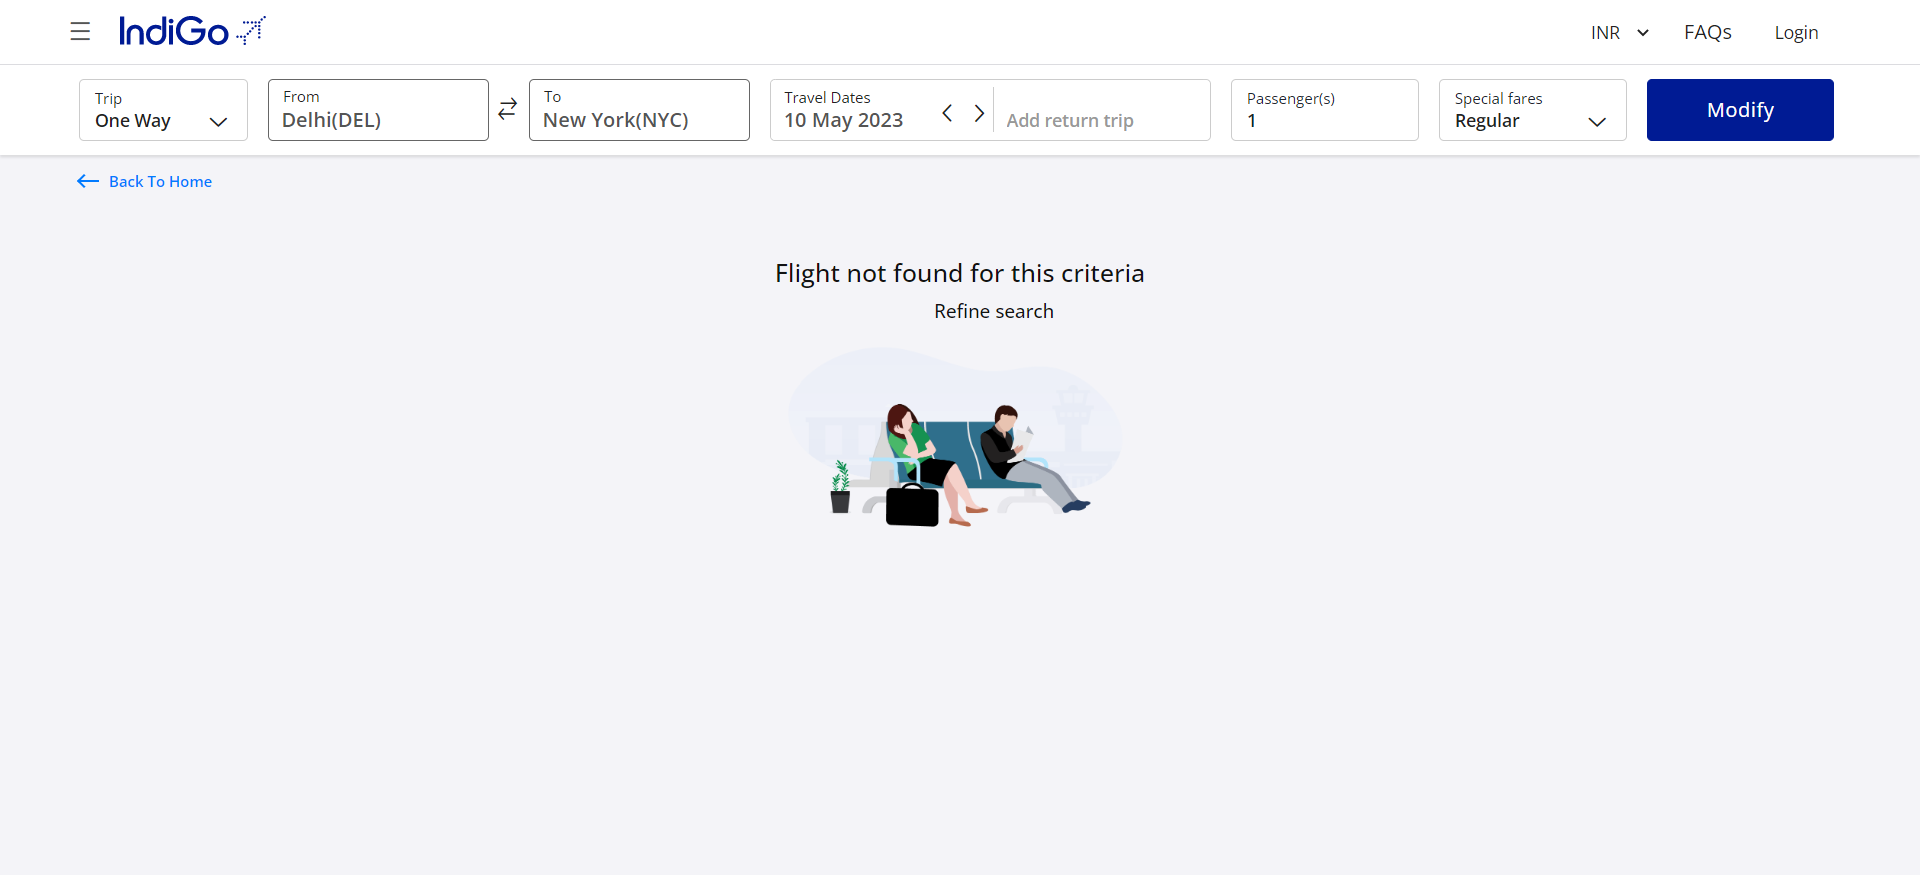 IndiGo
INR
FAQs
Login
Trip
One Way
From
Delhi(DEL)
To
New York(NYC)
Travel Dates
10 May 2023
Add return trip
Passenger(s)
1
Special fares
Regular
Modify
Back To Home
Flight not found for this criteria
Refine search